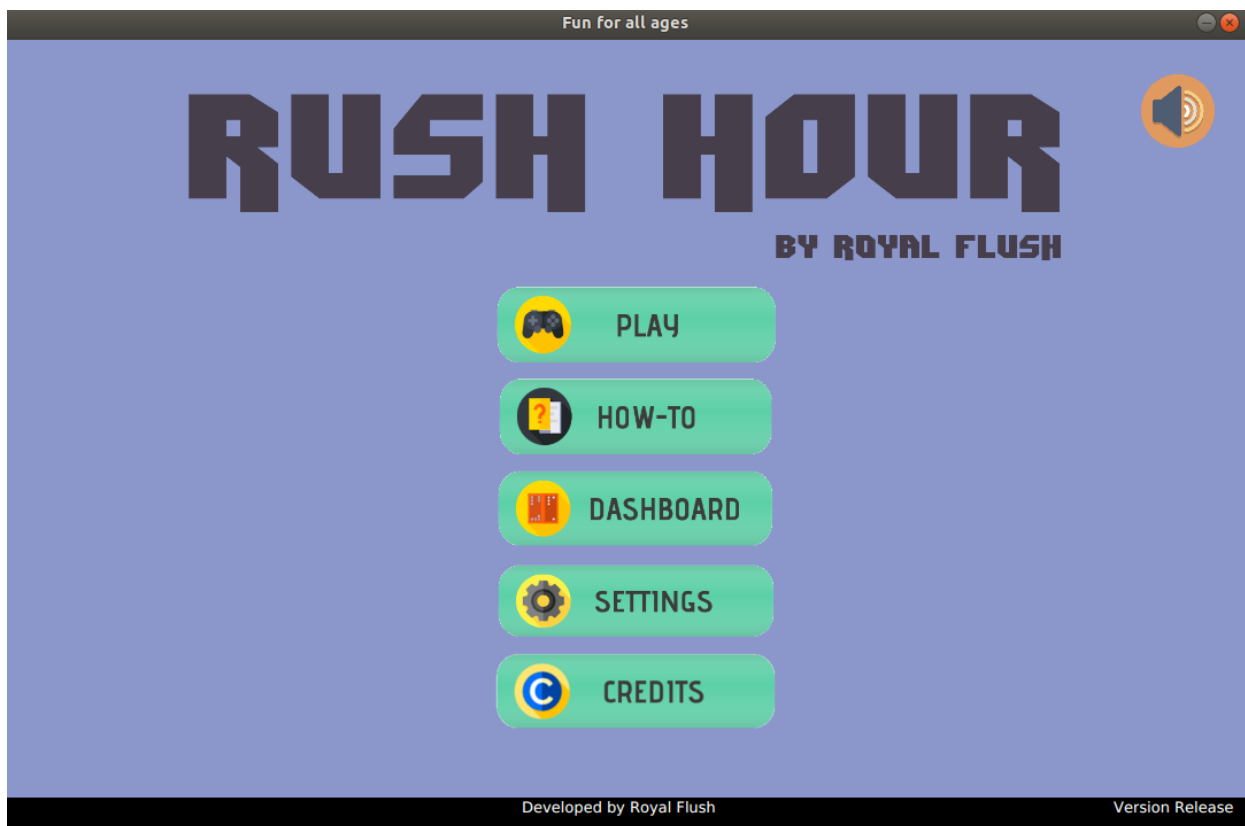 Fun for all ages
RUSH HOUR
BY ROYAL FLUSH
PLAY
?
HOW-TO
DASHBOARD
SETTINGS
C
CREDITS
Developed by Royal Flush
Version Release